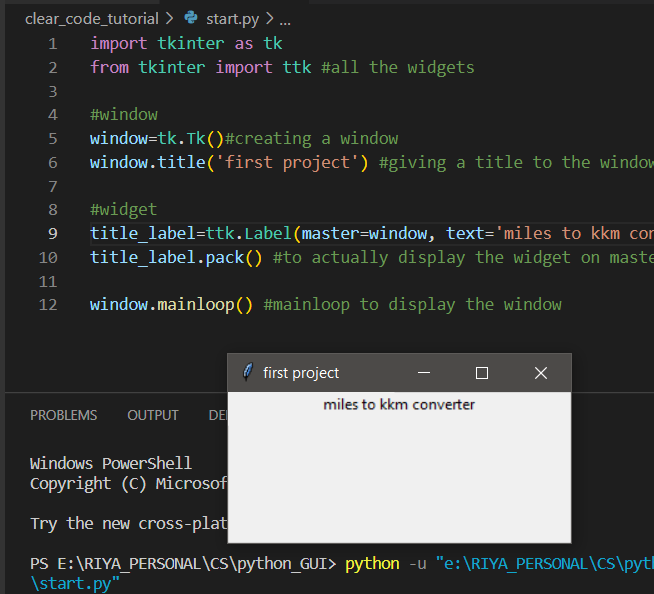 clear_code_tutorial > start.py > ...
1 import tkinter as tk
2 from tkinter import ttk #all the widgets
3
4 #window
5 window=tk.Tk()#creating a window
6 window.title('first project') #giving a title to the window
7
8 #widget
9 title_label=ttk.Label(master=window, text='miles to kkm con
10 title_label.pack() #to actually display the widget on maste
11
12 window.mainloop() #mainloop to display the window
first project
miles to kkm converter
PROBLEMS OUTPUT DE
Windows PowerShell
Copyright (C) Microsof
Try the new cross-plat
PS E:\RIYA_PERSONAL\CS\python_GUI> python -u "e:\RIYA_PERSONAL\CS\pyth
\start.py"